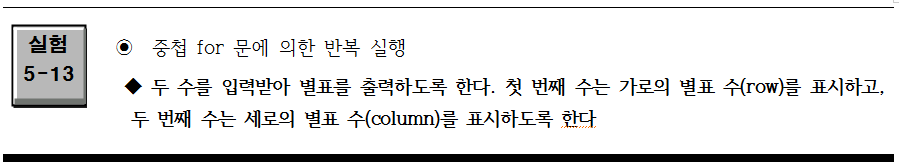 실험
5-13
◉ 중첩 for 문에 의한 반복 실행
◆ 두 수를 입력받아 별표를 출력하도록 한다. 첫 번째 수는 가로의 별표 수(row)를 표시하고,
두 번째 수는 세로의 별표 수(column)를 표시하도록 한다